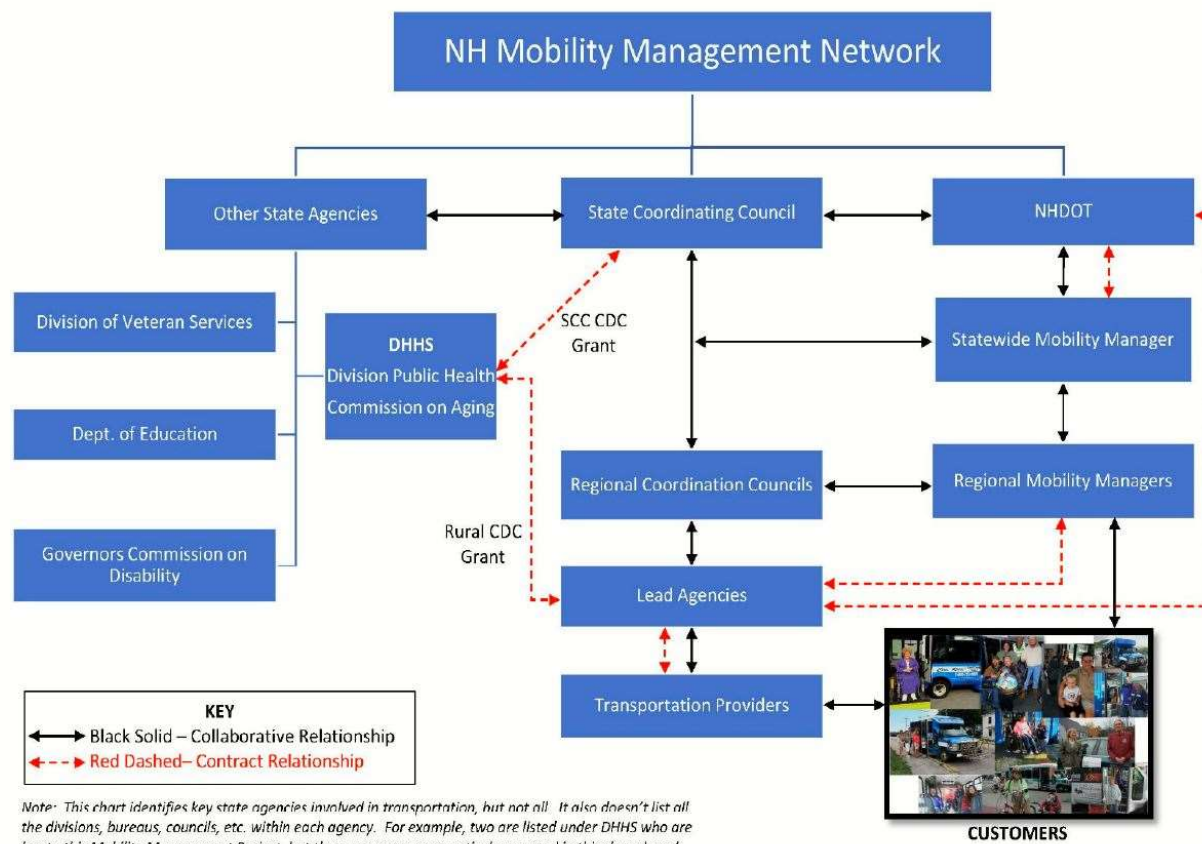 NH Mobility Management Network
Other State Agencies
State Coordinating Council
NHDOT
Division of Veteran Services
DHHS
Division Public Health
Commission on Aging
SCC CDC
Grant
Statewide Mobility Manager
Dept. of Education
Regional Coordination Councils
Regional Mobility Managers
Rural CDC
Grant
Governors Commission on
Disability
Lead Agencies
Transportation Providers
KEY
Black Solid – Collaborative Relationship
Red Dashed– Contract Relationship
Note: This chart identifies key state agencies involved in transportation, but not all. It also doesn't list all
the divisions, bureaus, councils, etc. within each agency. For example, two are listed under DHHS who are
CUSTOMERS